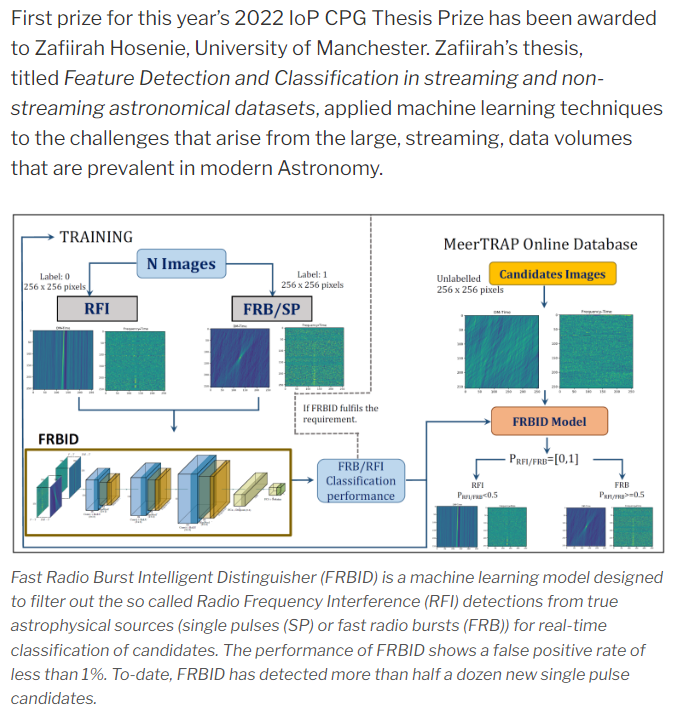 First prize for this year’s 2022 IoP CPG Thesis Prize has been awarded
to Zafiirah Hosenie, University of Manchester. Zafiirah’s thesis,
titled Feature Detection and Classification in streaming and non-
streaming astronomical datasets, applied machine learning techniques
to the challenges that arise from the large, streaming, data volumes
that are prevalent in modern Astronomy.
TRAINING
N Images
Label: 0
256 x 256 pixels
Label: 1
256 x 256 pixels
RFI
FRB/SP
If FRBID fulfils the
requirement.
FRBID
FRB/RFI
Classification
performance
MeerTRAP Online Database
Unlabelled
256 x 256 pixels
Candidates Images
DM-Time
Frequency-Time
FRBID Model
PRFI/FRB=[0,1]
RFI
PRFI/FRB<0.5
FRB
PRFI/FRB>=0.5
Fast Radio Burst Intelligent Distinguisher (FRBID) is a machine learning model designed
to filter out the so called Radio Frequency Interference (RFI) detections from true
astrophysical sources (single pulses (SP) or fast radio bursts (FRB)) for real-time
classification of candidates. The performance of FRBID shows a false positive rate of
less than 1%. To-date, FRBID has detected more than half a dozen new single pulse
candidates.